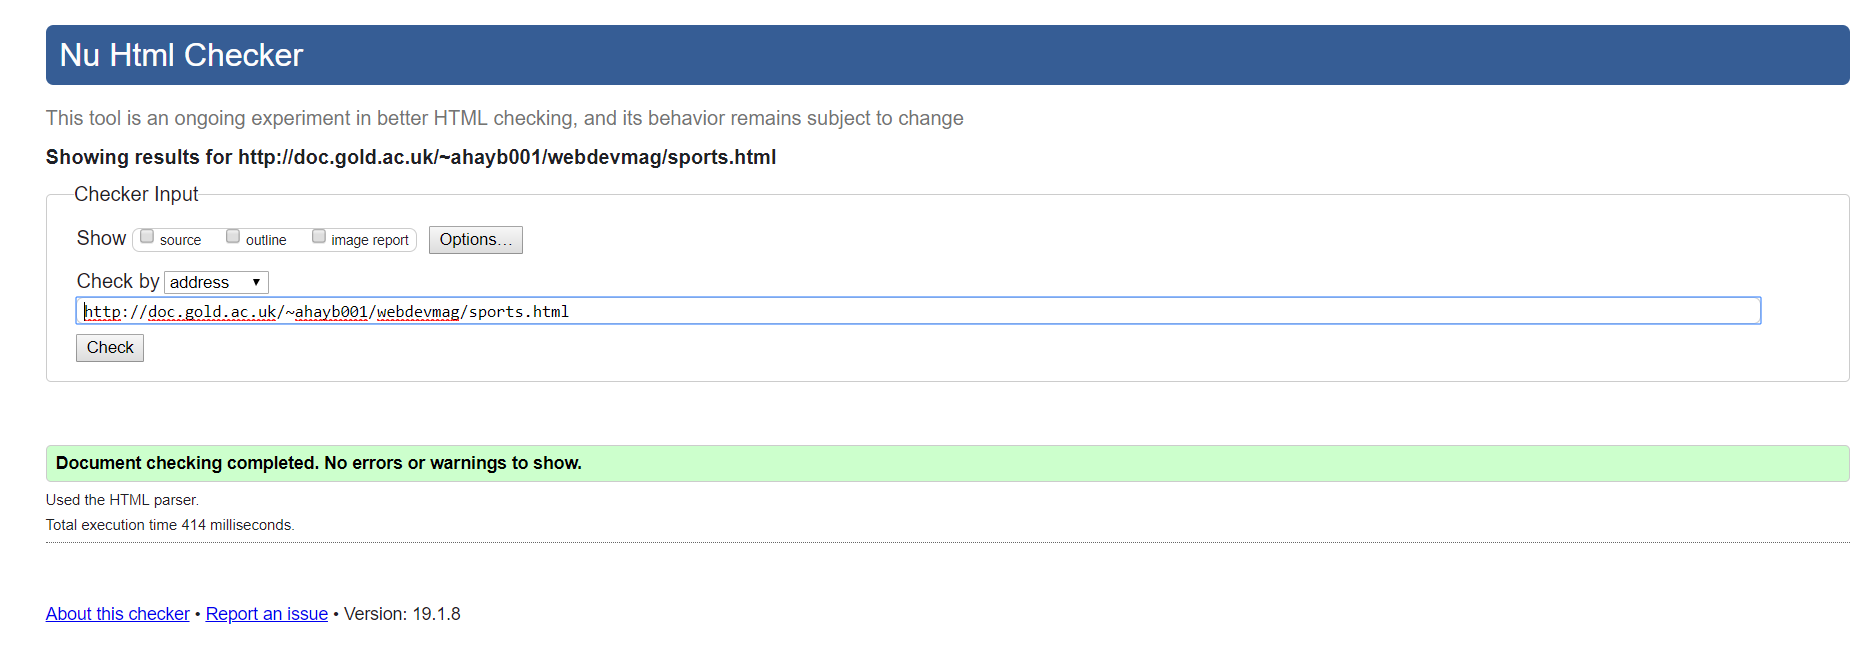 Nu Html Checker
This tool is an ongoing experiment in better HTML checking, and its behavior remains subject to change
Showing results for http://doc.gold.ac.uk/~ahayb001/webdevmag/sports.html
Checker Input
Show source outline image report Options...
Check by address
http://doc.gold.ac.uk/~ahayb001/webdevmag/sports.html
Check
Document checking completed. No errors or warnings to show.
Used the HTML parser.
Total execution time 414 milliseconds.
About this checker • Report an issue • Version: 19.1.8